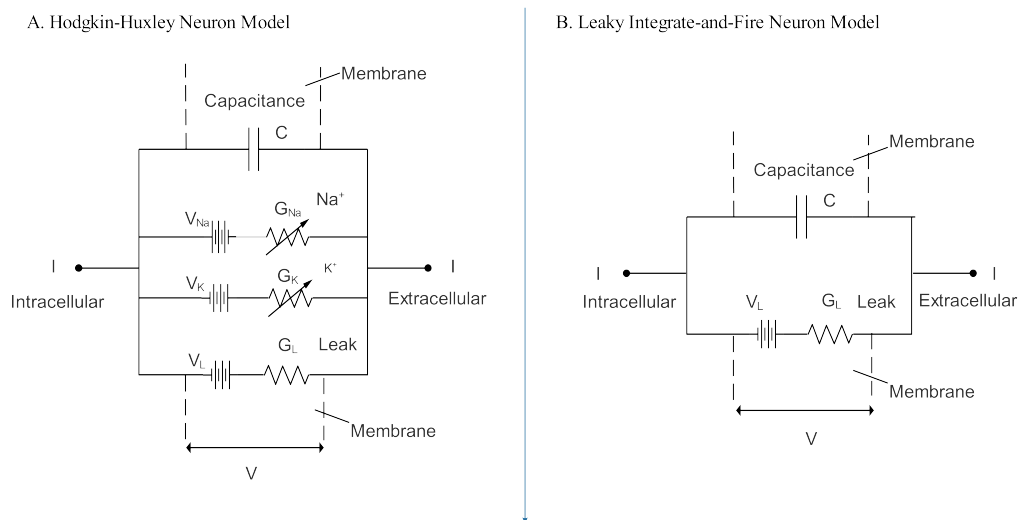 A. Hodgkin-Huxley Neuron Model
Membrane
Capacitance
C
Na⁺
V_Na
G_Na
K⁺
V_K
G_K
I
I
Intracellular
Extracellular
V_L
G_L
Leak
Membrane
V
B. Leaky Integrate-and-Fire Neuron Model
Membrane
Capacitance
C
I
I
Intracellular
V_L
G_L
Leak
Extracellular
Membrane
V